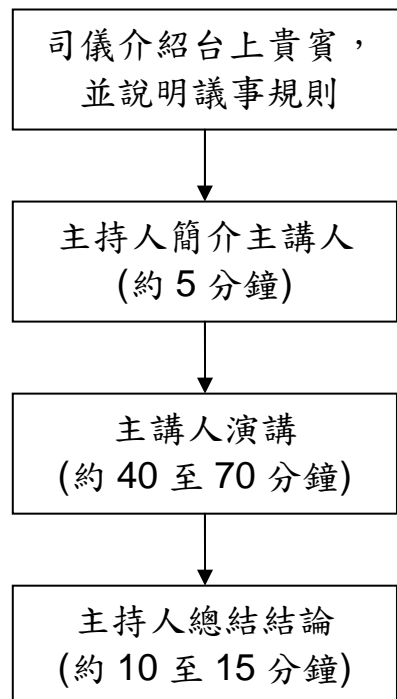 司儀介紹台上貴賓，
並說明議事規則
主持人簡介主講人
(約 5 分鐘)
主講人演講
(約 40 至 70 分鐘)
主持人總結結論
(約 10 至 15 分鐘)